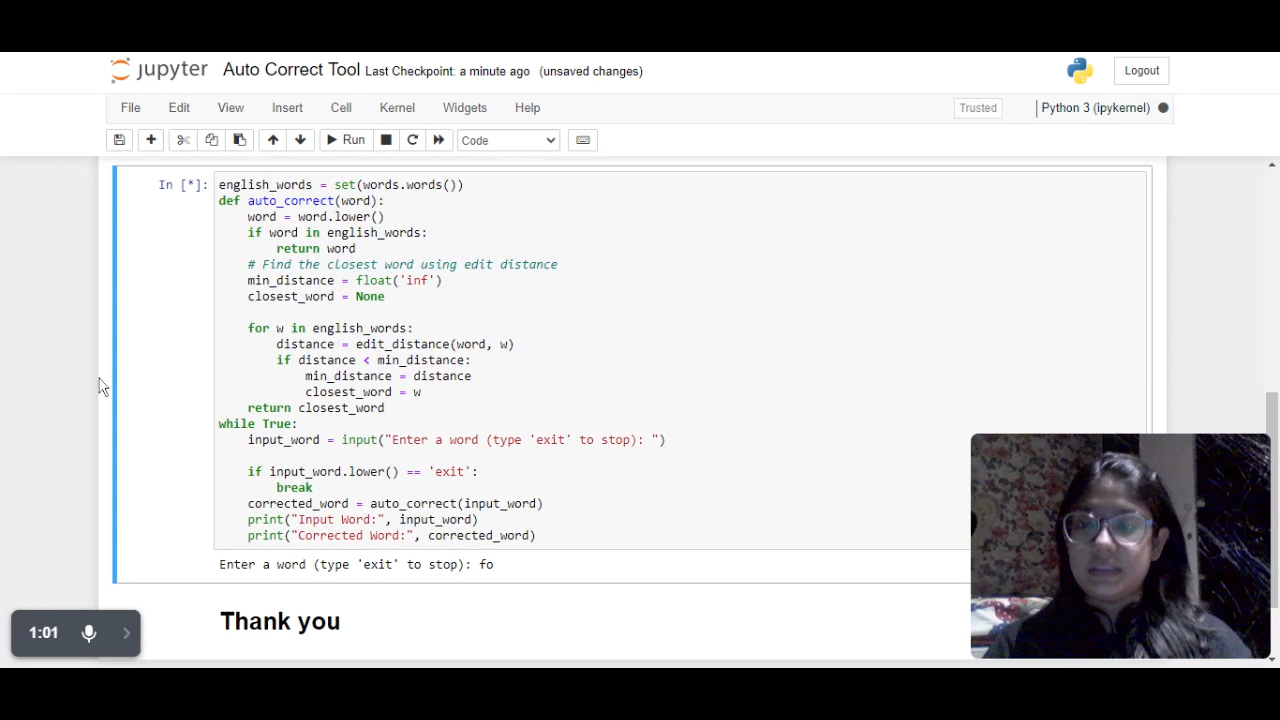 jupyter Auto Correct Tool Last Checkpoint: a minute ago (unsaved changes) Logout
File Edit View Insert Cell Kernel Widgets Help Trusted Python 3 (ipykernel)
Run Code
In [*]: english_words = set(words.words())
def auto_correct(word):
    word = word.lower()
    if word in english_words:
        return word
    # Find the closest word using edit distance
    min_distance = float('inf')
    closest_word = None
    for w in english_words:
        distance = edit_distance(word, w)
        if distance < min_distance:
            min_distance = distance
            closest_word = w
    return closest_word
while True:
    input_word = input("Enter a word (type 'exit' to stop): ")
    if input_word.lower() == 'exit':
        break
    corrected_word = auto_correct(input_word)
    print("Input Word:", input_word)
    print("Corrected Word:", corrected_word)
Enter a word (type 'exit' to stop): fo
Thank you
1:01